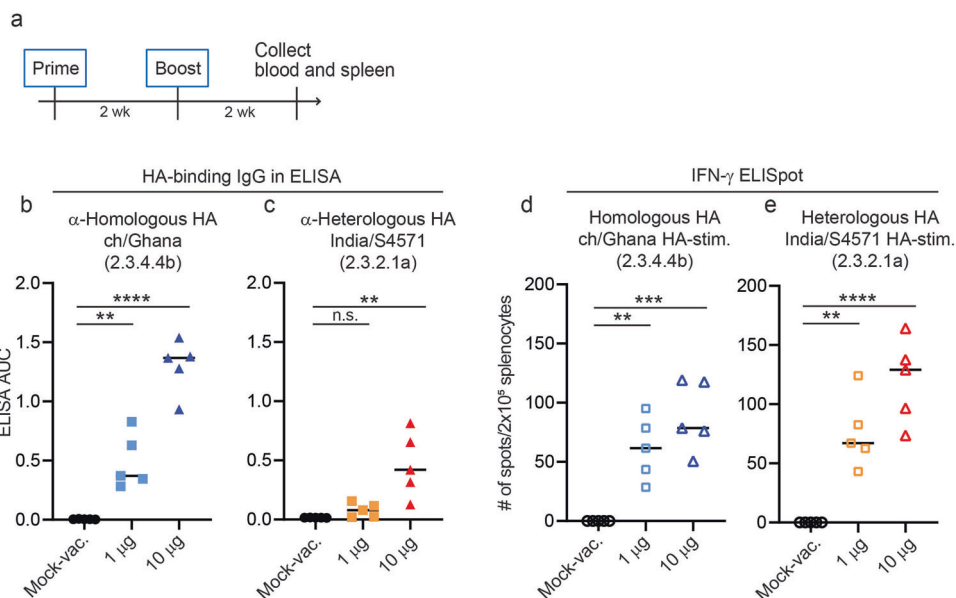 a
Prime
Boost
Collect
blood and spleen
2 wk
2 wk
HA-binding IgG in ELISA
IFN-γ ELISpot
b
α-Homologous HA
ch/Ghana
(2.3.4.4b)
c
α-Heterologous HA
India/S4571
(2.3.2.1a)
d
Homologous HA
ch/Ghana HA-stim.
(2.3.4.4b)
e
Heterologous HA
India/S4571 HA-stim.
(2.3.2.1a)
ELISA AUC
2.0
1.5
1.0
0.5
0.0
****
**
Mock-vac.
1 μg
10 μg
2.0
1.5
1.0
0.5
0.0
**
n.s.
Mock-vac.
1 μg
10 μg
# of spots/2x10⁵ splenocytes
200
150
100
50
0
***
**
Mock-vac.
1 μg
10 μg
200
150
100
50
0
****
**
Mock-vac.
1 μg
10 μg